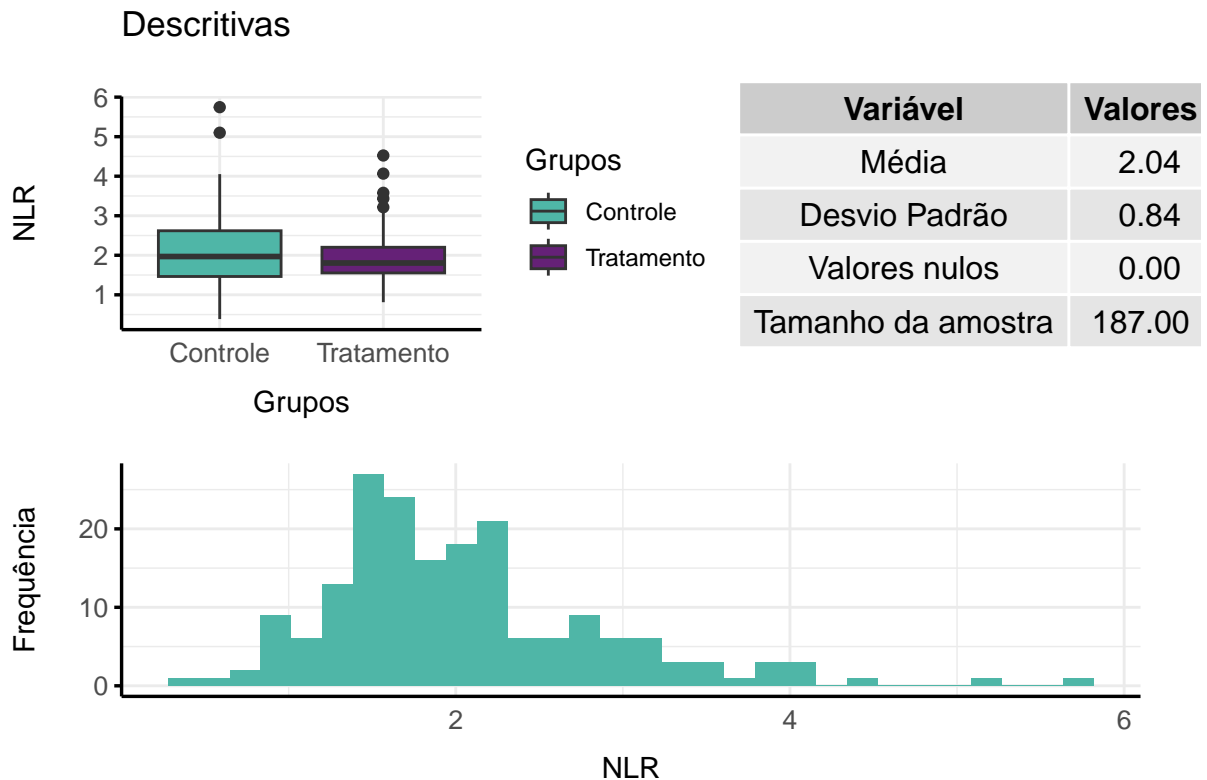 Descritivas
NLR
6
5
4
3
2
1
Controle Tratamento
Grupos
Grupos
Controle
Tratamento
Variável Valores
Média 2.04
Desvio Padrão 0.84
Valores nulos 0.00
Tamanho da amostra 187.00
Frequência
20
10
0
2 4 6
NLR